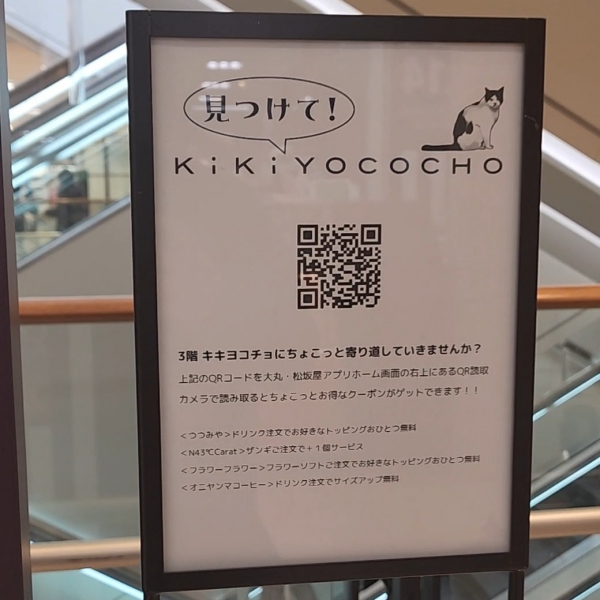 見つけて！
KiKiYOCOCHO
3階 キキヨコチョにちょこっと寄り道していきませんか？
上記のQRコードを大丸・松坂屋アプリホーム画面の右上にあるQR読取
カメラで読み取るとちょこっとお得なクーポンがゲットできます！！
＜つつみや＞ドリンク注文でお好きなトッピングおひとつ無料
＜N43℃Carat＞ザンギご注文で＋１個サービス
＜フラワーフラワー＞フラワーソフトご注文でお好きなトッピングおひとつ無料
＜オニヤンマコーヒー＞ドリンク注文でサイズアップ無料